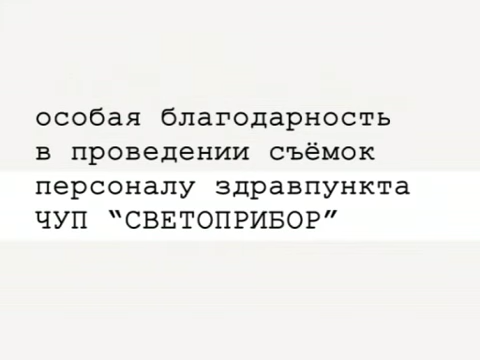 особая благодарность
в проведении съёмок
персоналу здравпункта
ЧУП “СВЕТОПРИБОР”